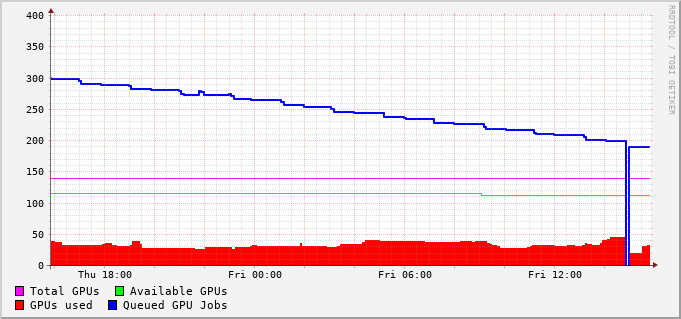 400
350
300
250
200
150
100
50
0
Thu 18:00 Fri 00:00 Fri 06:00 Fri 12:00
Total GPUs Available GPUs
GPUs used Queued GPU Jobs
RRDTOOL / TOBI OETIKER